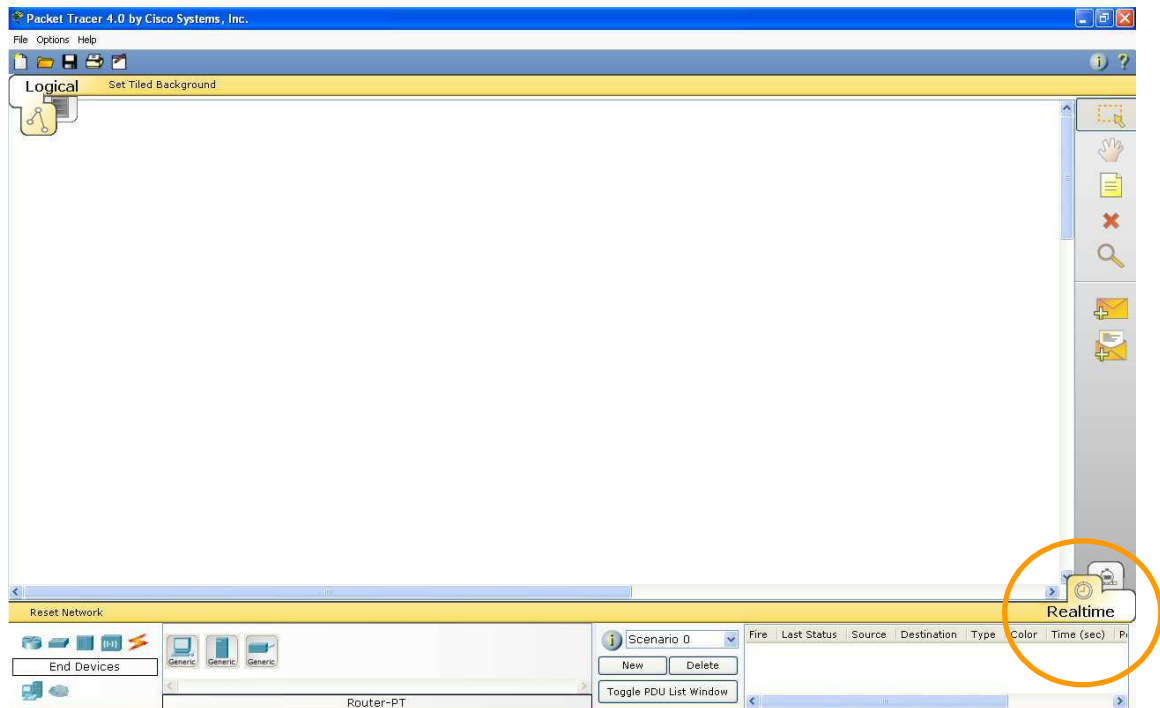 Packet Tracer 4.0 by Cisco Systems, Inc.
File Options Help
Logical Set Tiled Background
Reset Network
Realtime
End Devices
Generic Generic Generic
Router-PT
Scenario 0
New Delete
Toggle PDU List Window
Fire Last Status Source Destination Type Color Time (sec)